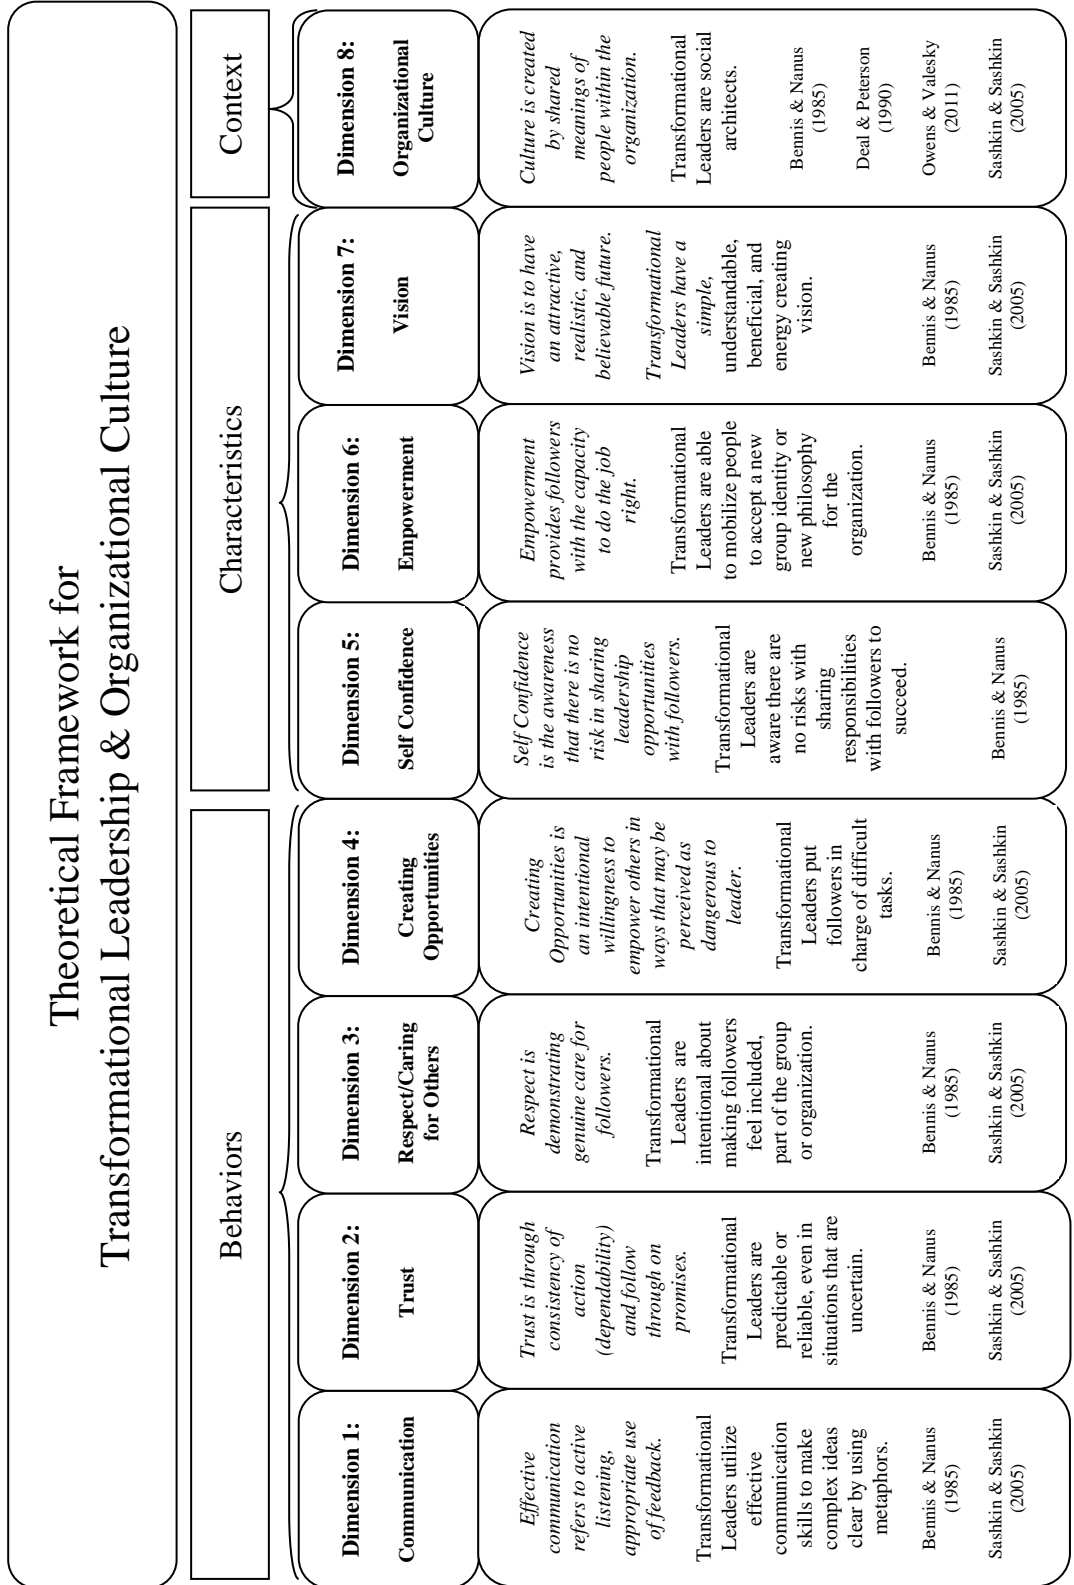 Theoretical Framework for
Transformational Leadership & Organizational Culture
Behaviors
Characteristics
Context
Dimension 1:
Communication
Effective
communication
refers to active
listening,
appropriate use
of feedback.
Transformational
Leaders utilize
effective
communication
skills to make
complex ideas
clear by using
metaphors.
Bennis & Nanus
(1985)
Sashkin & Sashkin
(2005)
Dimension 2:
Trust
Trust is through
consistency of
action
(dependability)
and follow
through on
promises.
Transformational
Leaders are
predictable or
reliable, even in
situations that are
uncertain.
Bennis & Nanus
(1985)
Sashkin & Sashkin
(2005)
Dimension 3:
Respect/Caring
for Others
Respect is
demonstrating
genuine care for
followers.
Transformational
Leaders are
intentional about
making followers
feel included,
part of the group
or organization.
Bennis & Nanus
(1985)
Sashkin & Sashkin
(2005)
Dimension 4:
Creating
Opportunities
Creating
Opportunities is
an intentional
willingness to
empower others in
ways that may be
perceived as
dangerous to
leader.
Transformational
Leaders put
followers in
charge of difficult
tasks.
Bennis & Nanus
(1985)
Sashkin & Sashkin
(2005)
Dimension 5:
Self Confidence
Self Confidence
is the awareness
that there is no
risk in sharing
leadership
opportunities
with followers.
Transformational
Leaders are
aware there are
no risks with
sharing
responsibilities
with followers to
succeed.
Bennis & Nanus
(1985)
Dimension 6:
Empowerment
Empowerment
provides followers
with the capacity
to do the job
right.
Transformational
Leaders are able
to mobilize people
to accept a new
group identity or
new philosophy
for the
organization.
Bennis & Nanus
(1985)
Sashkin & Sashkin
(2005)
Dimension 7:
Vision
Vision is to have
an attractive,
realistic, and
believable future.
Transformational
Leaders have a
simple,
understandable,
beneficial, and
energy creating
vision.
Bennis & Nanus
(1985)
Sashkin & Sashkin
(2005)
Dimension 8:
Organizational
Culture
Culture is created
by shared
meanings of
people within the
organization.
Transformational
Leaders are social
architects.
Bennis & Nanus
(1985)
Deal & Peterson
(1990)
Owens & Valesky
(2011)
Sashkin & Sashkin
(2005)